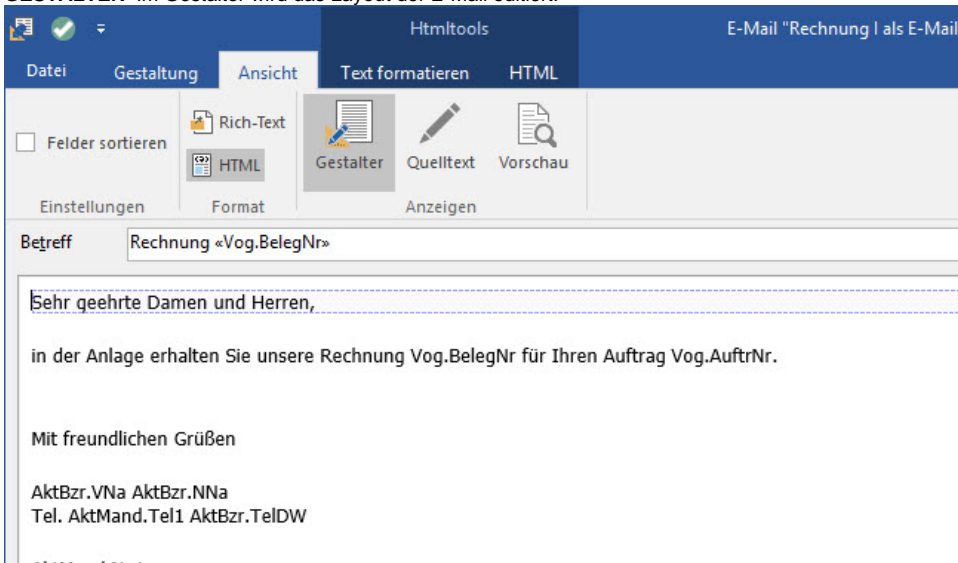 Htmltools E-Mail "Rechnung I als E-Mail
Datei Gestaltung Ansicht Text formatieren HTML
Felder sortieren Rich-Text HTML Gestalter Quelltext Vorschau
Einstellungen Format Anzeigen
Betreff Rechnung «Vog.BelegNr»
Sehr geehrte Damen und Herren,
in der Anlage erhalten Sie unsere Rechnung Vog.BelegNr für Ihren Auftrag Vog.AuftrNr.
Mit freundlichen Grüßen
AktBzr.VNa AktBzr.NNa
Tel. AktMand.Tel1 AktBzr.TelDW